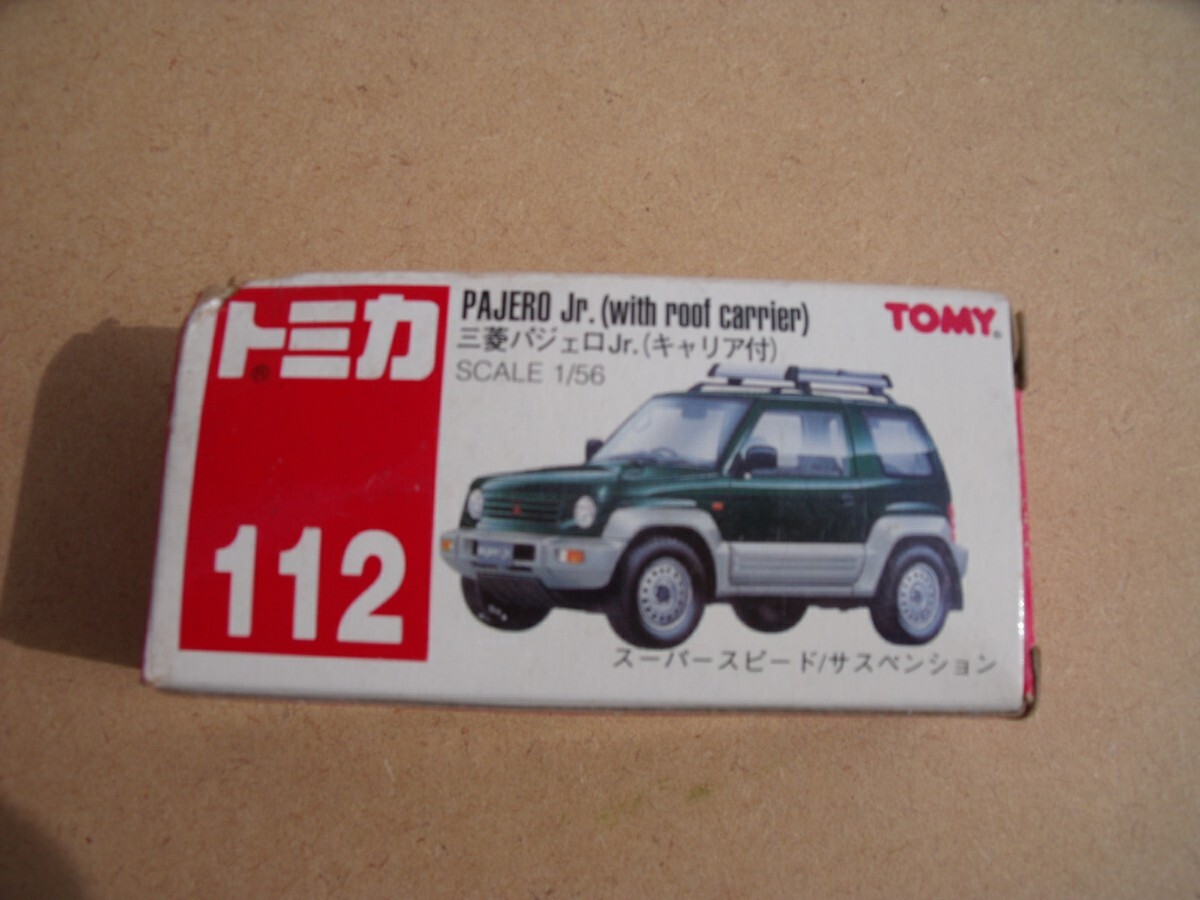 トミカ
®
112
PAJERO Jr. (with roof carrier)
三菱パジェロJr.(キャリア付)
SCALE 1/56
TOMY®
スーパースピード/サスペンション